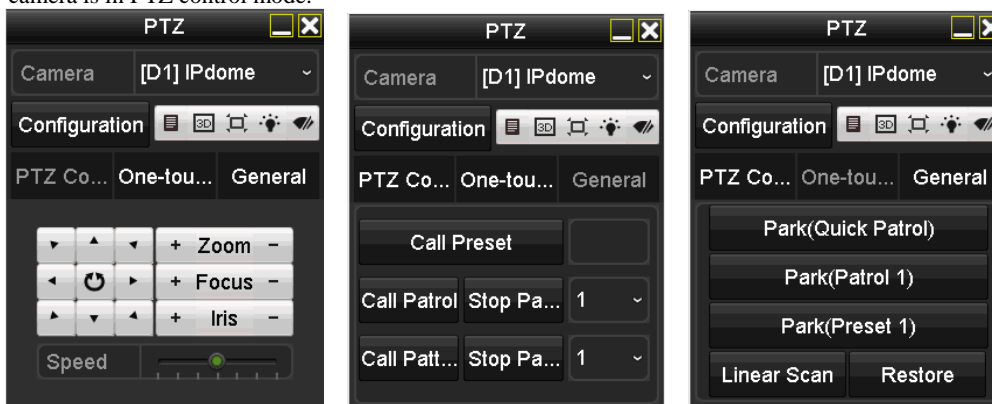 camera is in PTZ control mode.
PTZ
Camera [D1] IPdome
Configuration 3D
PTZ Co... One-tou... General
+ Zoom -
+ Focus -
+ Iris -
Speed
PTZ
Camera [D1] IPdome
Configuration 3D
PTZ Co... One-tou... General
Call Preset
Call Patrol Stop Pa... 1
Call Patt... Stop Pa... 1
PTZ
Camera [D1] IPdome
Configuration 3D
PTZ Co... One-tou... General
Park(Quick Patrol)
Park(Patrol 1)
Park(Preset 1)
Linear Scan Restore